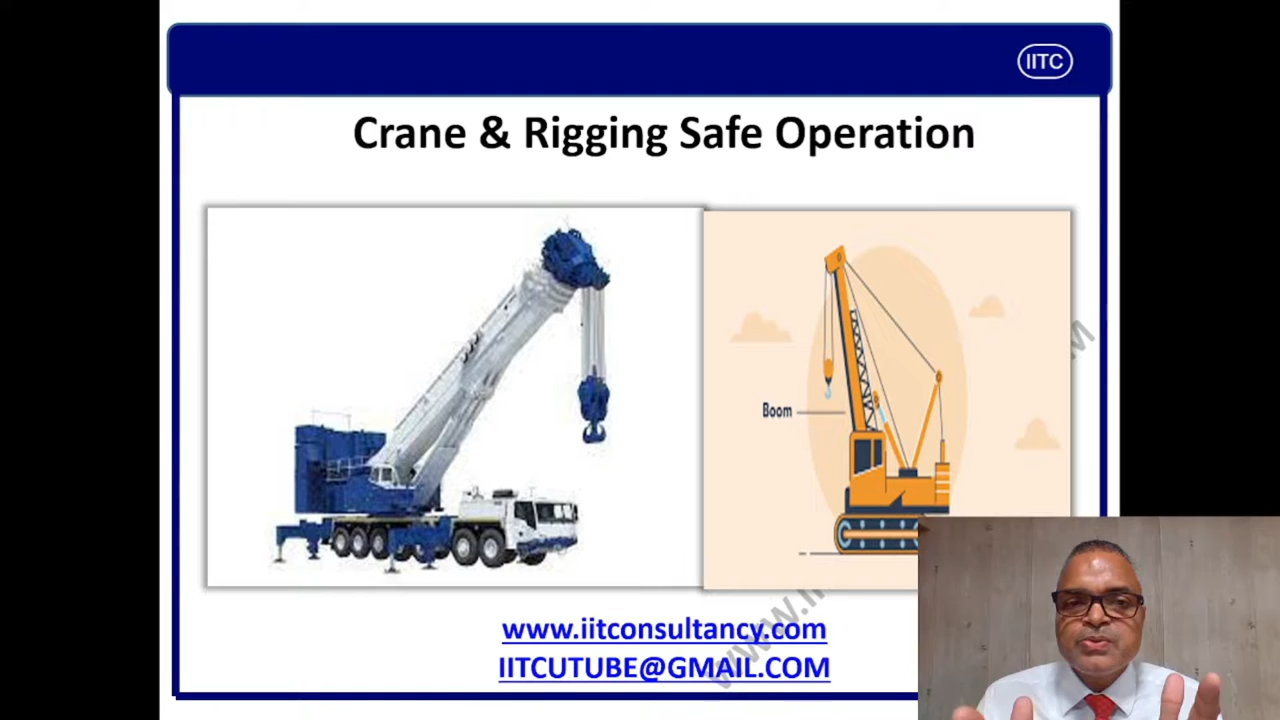 IITC
Crane & Rigging Safe Operation
Boom
www.iitconsultancy.com
IITCUTUBE@GMAIL.COM